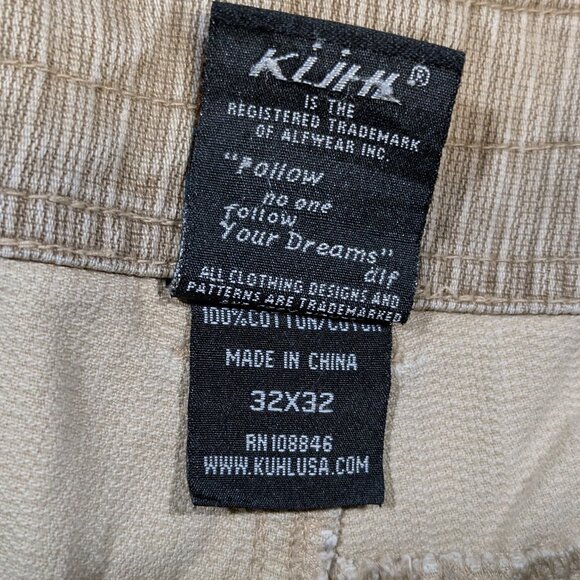 KÜHL®
IS THE
REGISTERED TRADEMARK
OF ALFWEAR INC.
"Follow
no one
follow
Your Dreams"
alf
ALL CLOTHING DESIGNS AND
PATTERNS ARE TRADEMARKED
100%COTTON/COTON
MADE IN CHINA
32X32
RN108846
WWW.KUHLUSA.COM